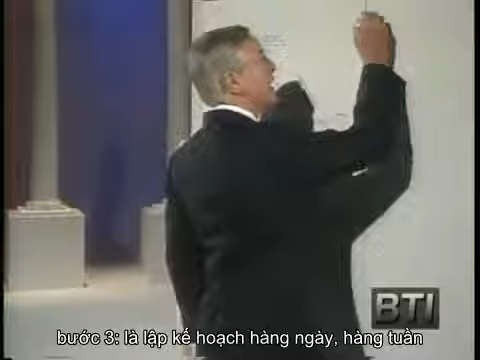 BTI
bước 3: là lập kế hoạch hàng ngày, hàng tuần